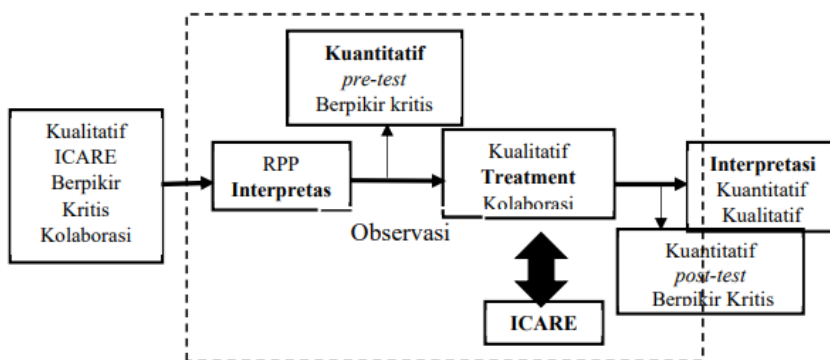 Kualitatif
ICARE
Berpikir
Kritis
Kolaborasi
RPP
Interpretas
Kuantitatif
pre-test
Berpikir kritis
Observasi
Kualitatif
Treatment
Kolaborasi
ICARE
Interpretasi
Kuantitatif
Kualitatif
Kuantitatif
post-test
Berpikir Kritis